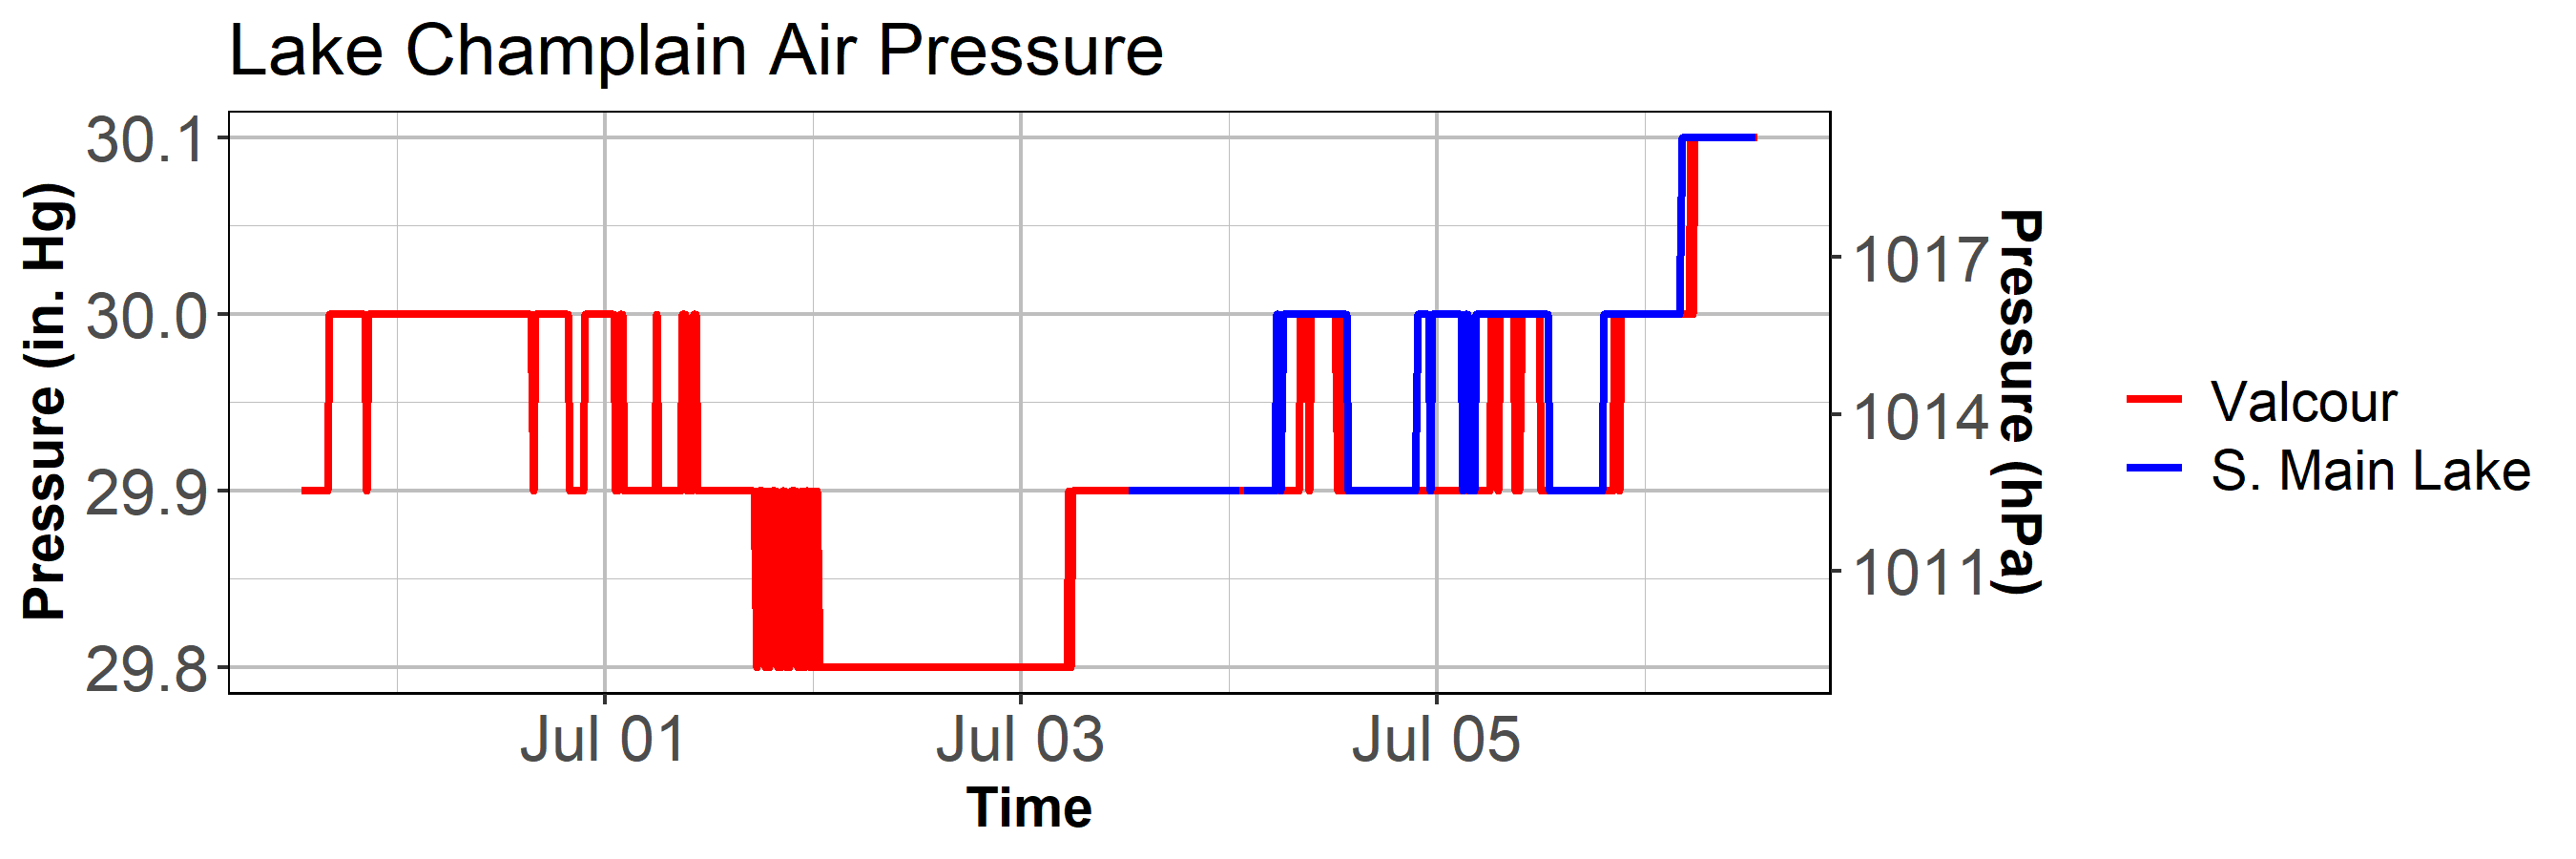 Lake Champlain Air Pressure
Pressure (in. Hg)
30.1
30.0
29.9
29.8
Jul 01
Jul 03
Jul 05
Time
1017
1014
1011
Pressure (hPa)
Valcour
S. Main Lake